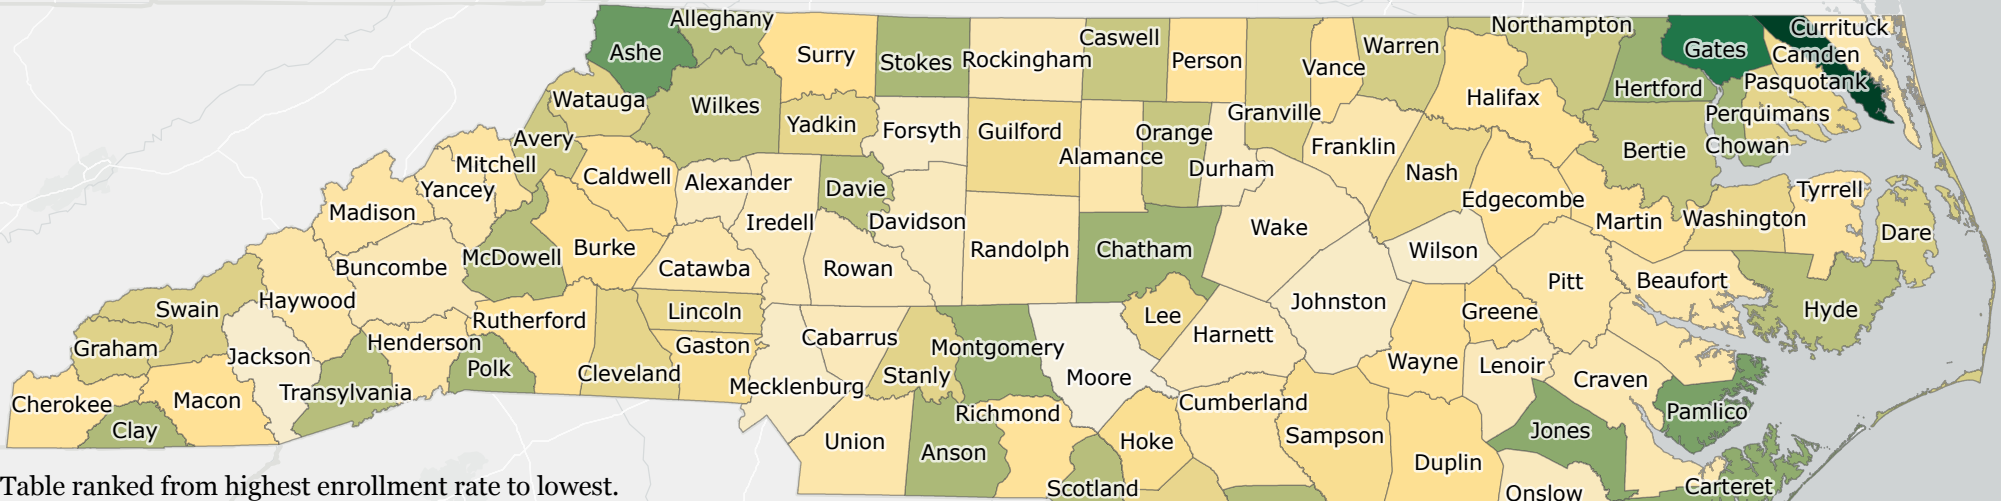 Alleghany
Northampton
Currituck
Ashe
Surry
Stokes
Rockingham
Caswell
Person
Vance
Warren
Gates
Camden
Hertford
Pasquotank
Watauga
Wilkes
Halifax
Perquimans
Granville
Yadkin
Forsyth
Guilford
Alamance
Orange
Durham
Franklin
Avery
Mitchell
Yancey
Caldwell
Alexander
Davie
Nash
Bertie
Chowan
Edgecombe
Tyrrell
Madison
Iredell
Davidson
Wake
Martin
Washington
Dare
Buncombe
McDowell
Burke
Catawba
Rowan
Randolph
Chatham
Wilson
Pitt
Beaufort
Hyde
Swain
Haywood
Rutherford
Lincoln
Cabarrus
Lee
Johnston
Harnett
Greene
Graham
Jackson
Henderson
Gaston
Montgomery
Wayne
Lenoir
Craven
Polk
Cleveland
Stanly
Moore
Transylvania
Mecklenburg
Cherokee
Macon
Clay
Richmond
Cumberland
Pamlico
Union
Anson
Hoke
Sampson
Jones
Duplin
Scotland
Onslow
Carteret
Table ranked from highest enrollment rate to lowest.